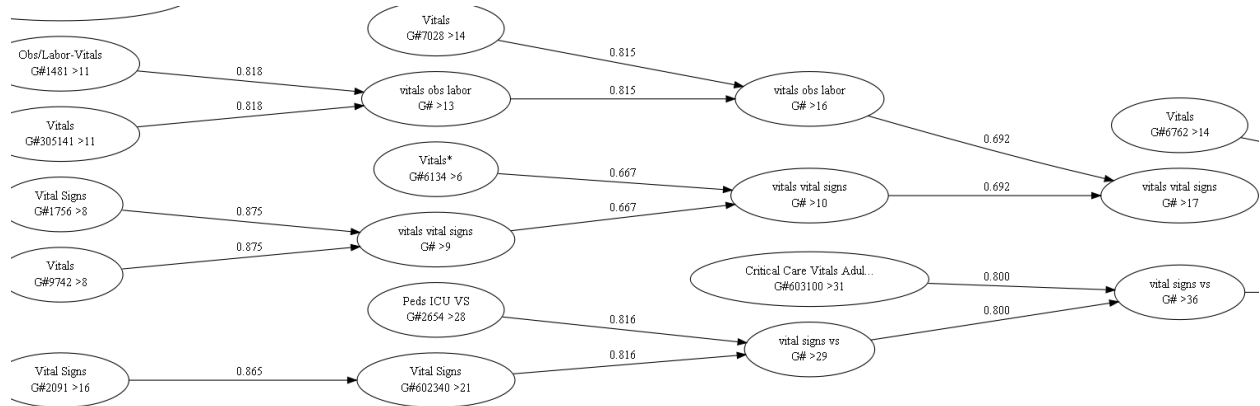 Vitals
G#7028 >14
Obs/Labor-Vitals
G#1481 >11
0.818
0.815
vitals obs labor
G# >13
0.815
vitals obs labor
G# >16
0.818
Vitals
G#305141 >11
0.692
Vitals
G#6762 >14
Vitals*
G#6134 >6
0.667
Vital Signs
G#1756 >8
0.875
0.667
vitals vital signs
G# >10
0.692
vitals vital signs
G# >17
vitals vital signs
G# >9
0.875
Vitals
G#9742 >8
Critical Care Vitals Adul...
G#603100 >31
0.800
vital signs vs
G# >36
Peds ICU VS
G#2654 >28
0.816
0.800
vital signs vs
G# >29
0.816
Vital Signs
G#2091 >16
0.865
Vital Signs
G#602340 >21